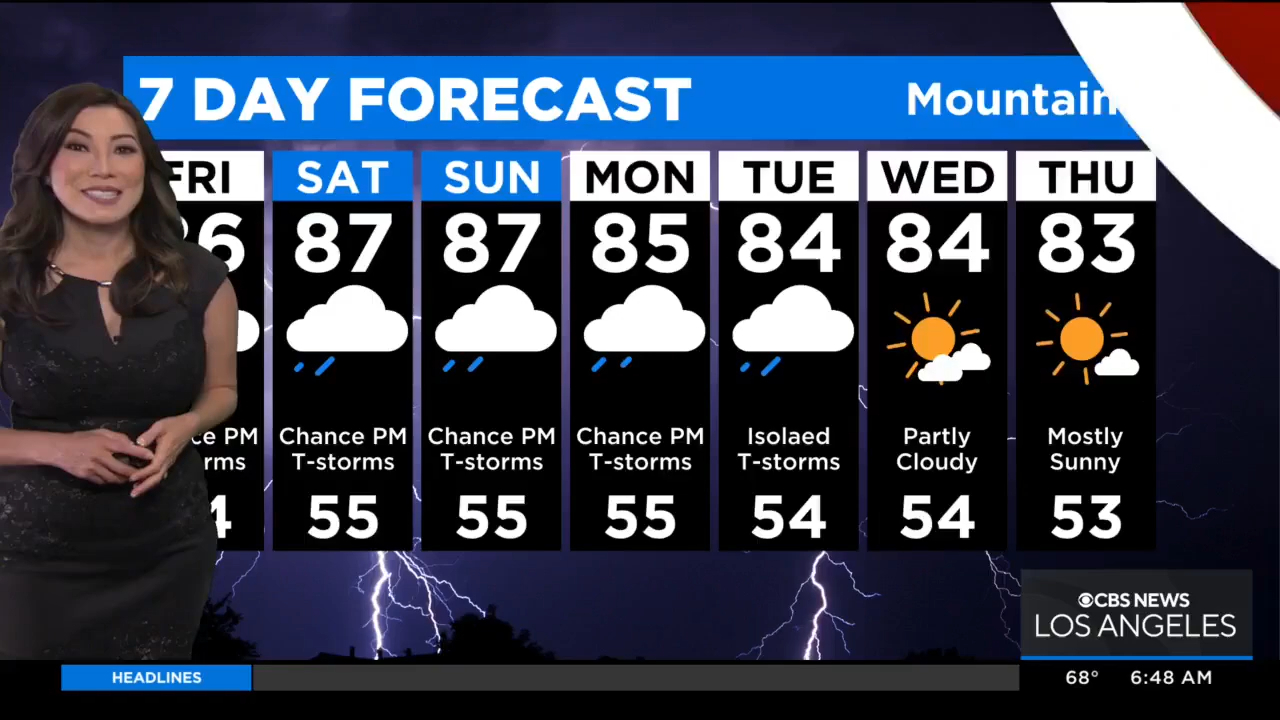 7 DAY FORECAST
Mountain
FRI SAT SUN MON TUE WED THU
87 87 85 84 84 83
Chance PM Chance PM Chance PM Isolaed Partly Mostly
T-storms T-storms T-storms T-storms Cloudy Sunny
55 55 55 54 54 53
CBS NEWS
LOS ANGELES
HEADLINES
68° 6:48 AM